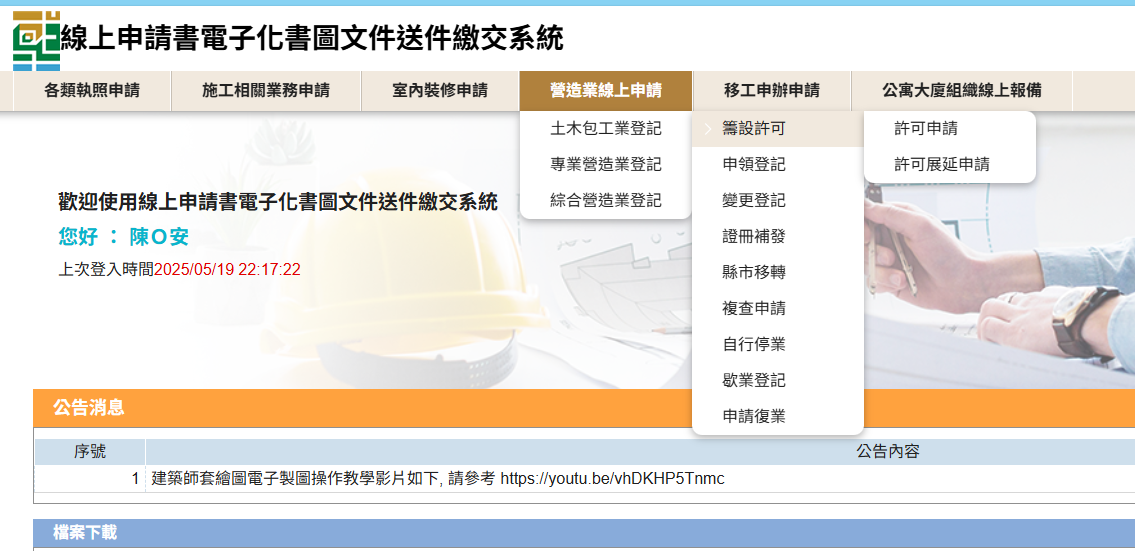 線上申請書電子化書圖文件送件繳交系統
各類執照申請 施工相關業務申請 室內裝修申請 營造業線上申請 移工申辦申請 公寓大廈組織線上報備
土木包工業登記
專業營造業登記
綜合營造業登記
籌設許可
申領登記
變更登記
證冊補發
縣市移轉
複查申請
自行停業
歇業登記
申請復業
許可申請
許可展延申請
歡迎使用線上申請書電子化書圖文件送件繳交系統
您好 : 陳O安
上次登入時間2025/05/19 22:17:22
公告消息
序號 公告內容
1 建築師套繪圖電子製圖操作教學影片如下, 請參考 https://youtu.be/vhDKHP5Tnmc
檔案下載